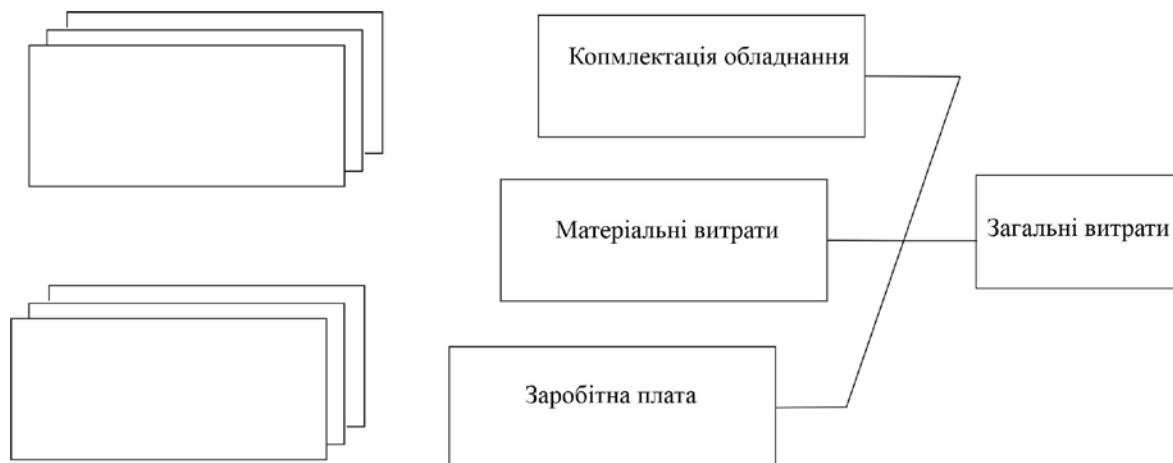 Копмлектація обладнання
Матеріальні витрати
Загальні витрати
Заробітна плата